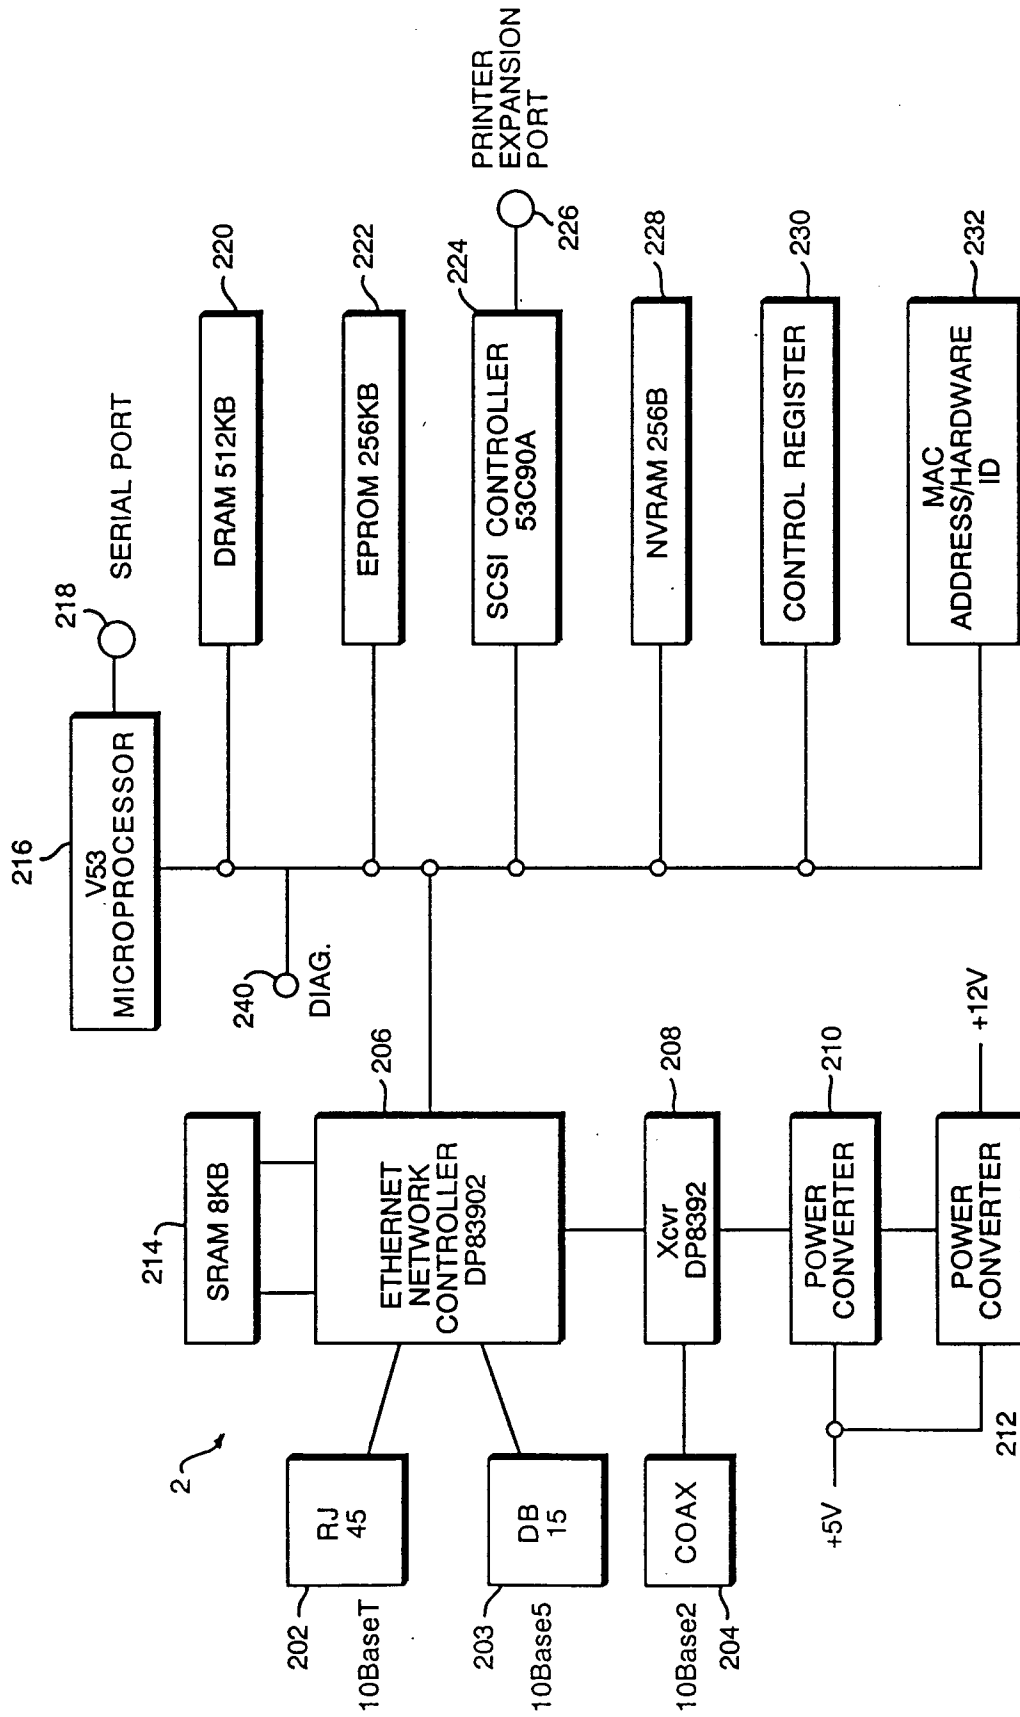 2
202
RJ
45
10BaseT
203
DB
15
10Base5
204
COAX
10Base2
214
SRAM 8KB
206
ETHERNET
NETWORK
CONTROLLER
DP83902
208
Xcvr
DP8392
210
POWER
CONVERTER
+5V
212
POWER
CONVERTER
+12V
216
V53
MICROPROCESSOR
218
SERIAL PORT
240
DIAG.
220
DRAM 512KB
222
EPROM 256KB
224
SCSI CONTROLLER
53C90A
226
PRINTER
EXPANSION
PORT
228
NVRAM 256B
230
CONTROL REGISTER
232
MAC
ADDRESS/HARDWARE
ID